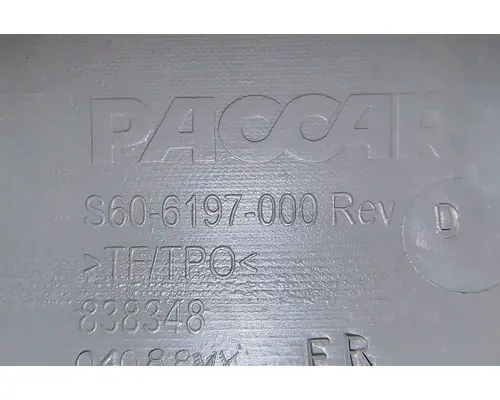 PACCAR
S60-6197-000 Rev D
>TF/TPO<
838348
F R